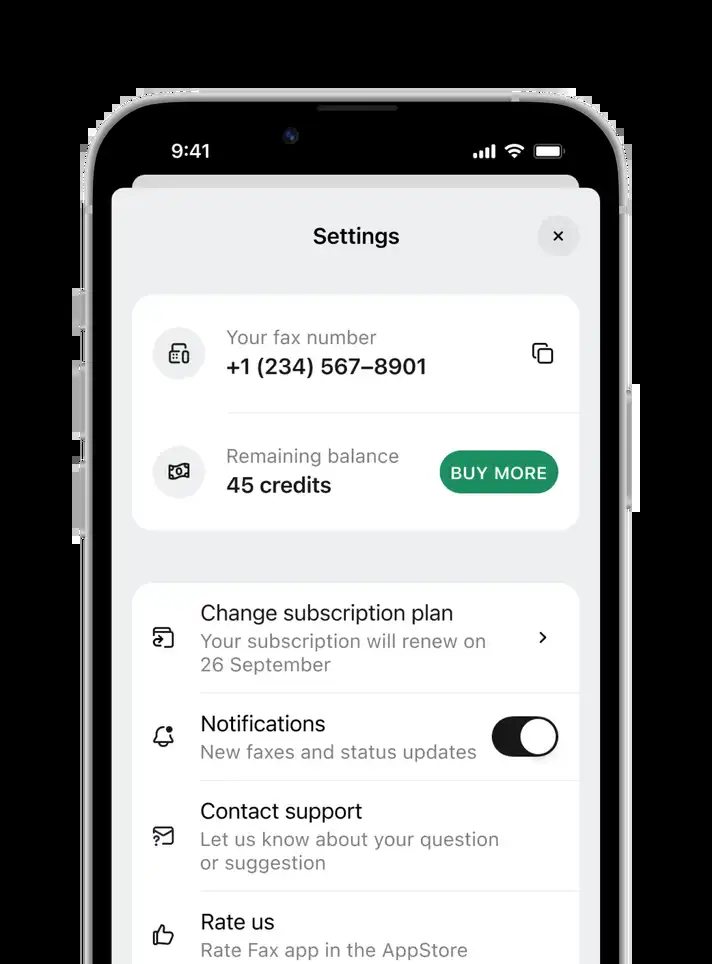 9:41
Settings
Your fax number
+1 (234) 567–8901
Remaining balance
45 credits
BUY MORE
Change subscription plan
Your subscription will renew on
26 September
Notifications
New faxes and status updates
Contact support
Let us know about your question
or suggestion
Rate us
Rate Fax app in the AppStore